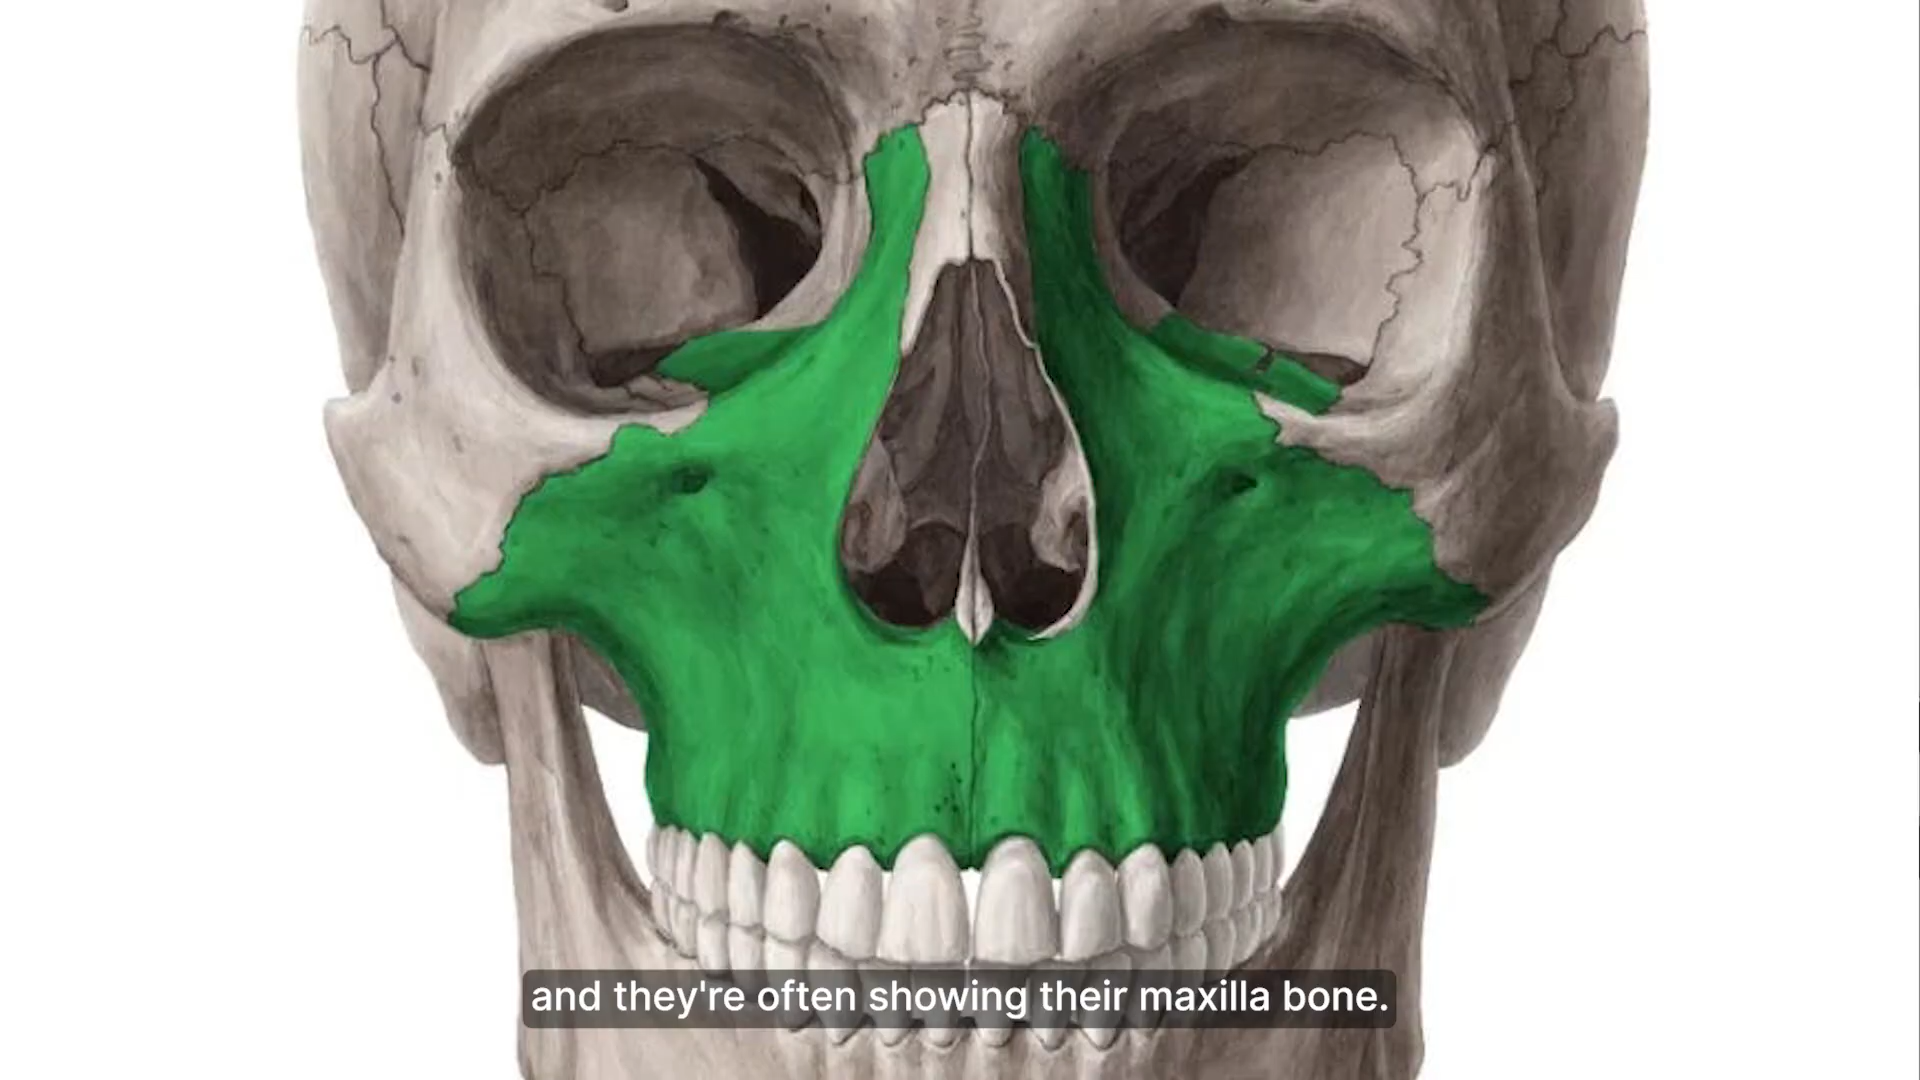 and they're often showing their maxilla bone.